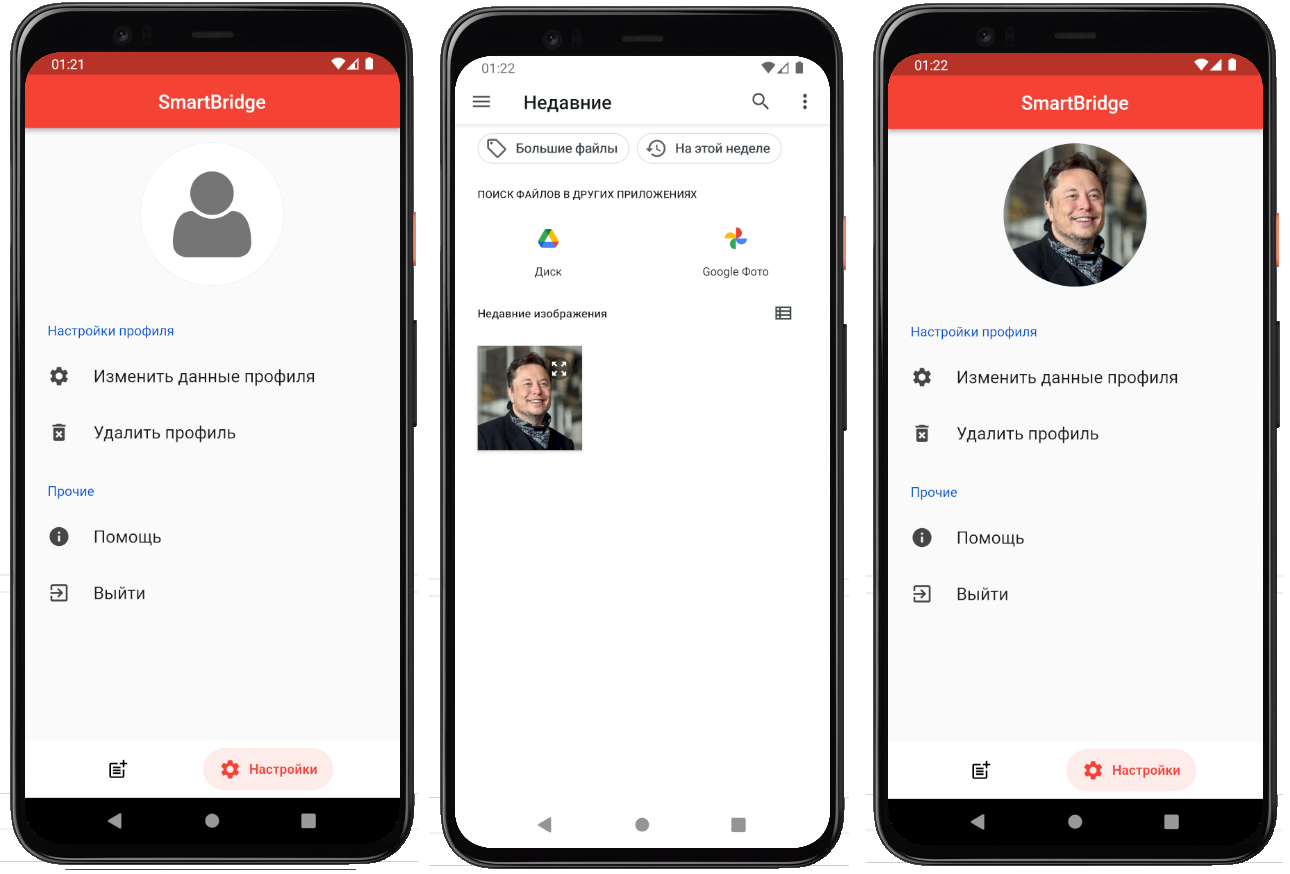 01:21
SmartBridge
Настройки профиля
Изменить данные профиля
Удалить профиль
Прочие
Помощь
Выйти
Настройки
01:22
Недавние
Большие файлы
На этой неделе
ПОИСК ФАЙЛОВ В ДРУГИХ ПРИЛОЖЕНИЯХ
Диск
Google Фото
Недавние изображения
01:22
SmartBridge
Настройки профиля
Изменить данные профиля
Удалить профиль
Прочие
Помощь
Выйти
Настройки